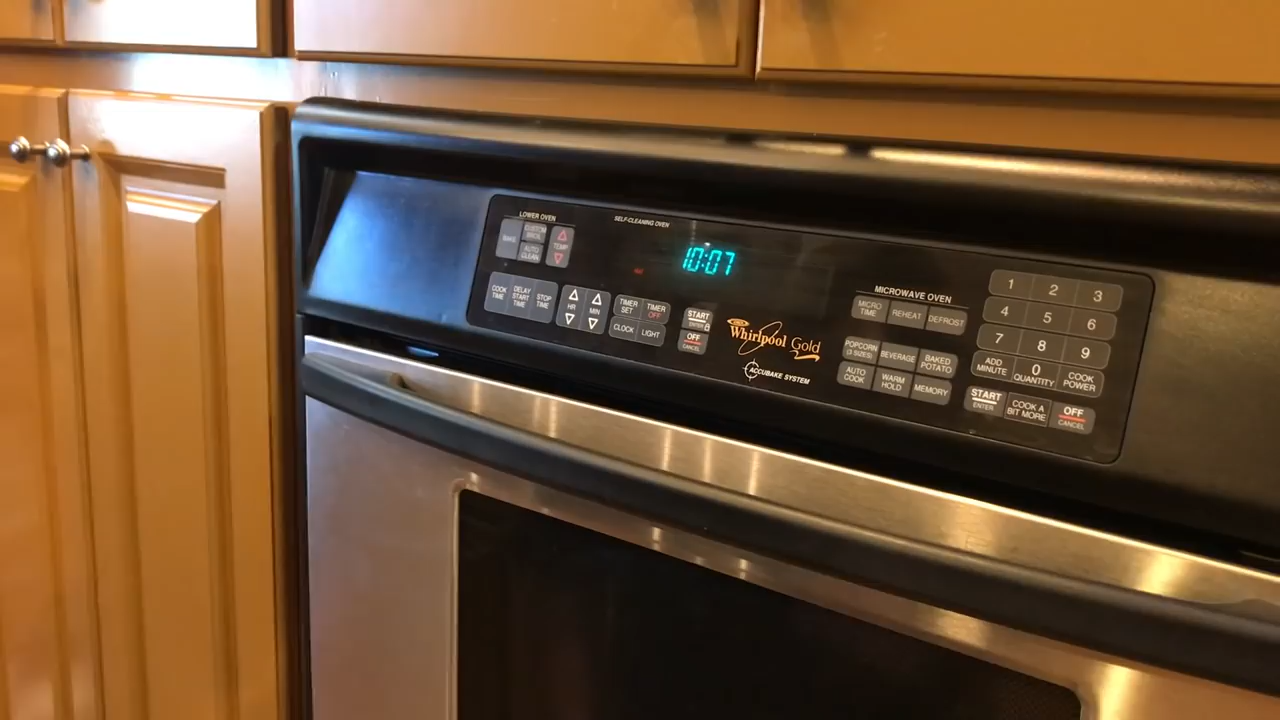 LOWER OVEN
SELF-CLEANING OVEN
BAKE
CUSTOM
BROIL
AUTO
CLEAN
TEMP
10:07
COOK
TIME
DELAY
START
TIME
STOP
TIME
HR
MIN
TIMER
SET
TIMER
OFF
CLOCK
LIGHT
START
ENTER
OFF
CANCEL
Whirlpool Gold
ACCUBAKE SYSTEM
MICROWAVE OVEN
MICRO
TIME
REHEAT
DEFROST
POPCORN
(3 SIZES)
BEVERAGE
BAKED
POTATO
AUTO
COOK
WARM
HOLD
MEMORY
1 2 3
4 5 6
7 8 9
ADD
MINUTE
0
QUANTITY
COOK
POWER
START
ENTER
COOK A
BIT MORE
OFF
CANCEL